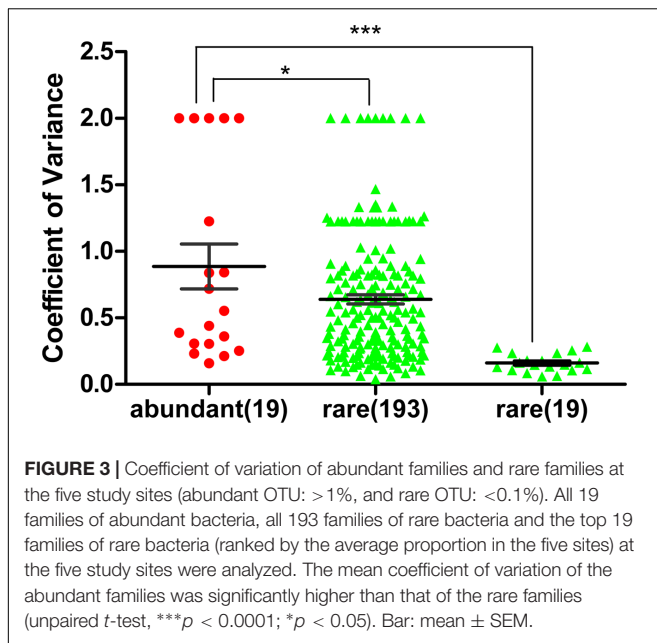 ***
*
2.5
2.0
1.5
1.0
0.5
0.0
Coefficient of Variance
abundant(19) rare(193) rare(19)
FIGURE 3 | Coefficient of variation of abundant families and rare families at
the five study sites (abundant OTU: >1%, and rare OTU: <0.1%). All 19
families of abundant bacteria, all 193 families of rare bacteria and the top 19
families of rare bacteria (ranked by the average proportion in the five sites) at
the five study sites were analyzed. The mean coefficient of variation of the
abundant families was significantly higher than that of the rare families
(unpaired t-test, ***p < 0.0001; *p < 0.05). Bar: mean ± SEM.